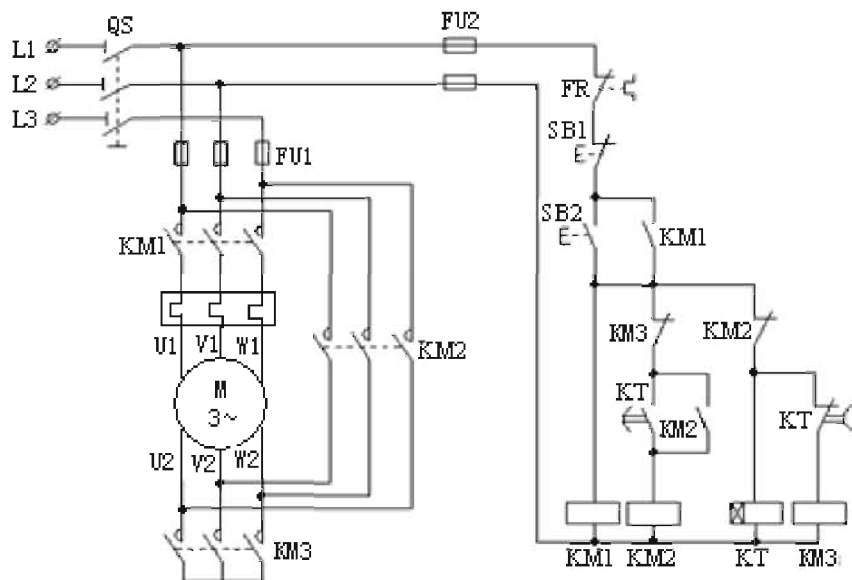 QS
L1
L2
L3
FU2
FR
SB1
FU1
SB2
KM1
KM1
U1 V1 W1
KM2
KM3
KM2
M
3~
KT
KM2
KT
U2 V2 W2
KM3
KM1 KM2 KT KM3